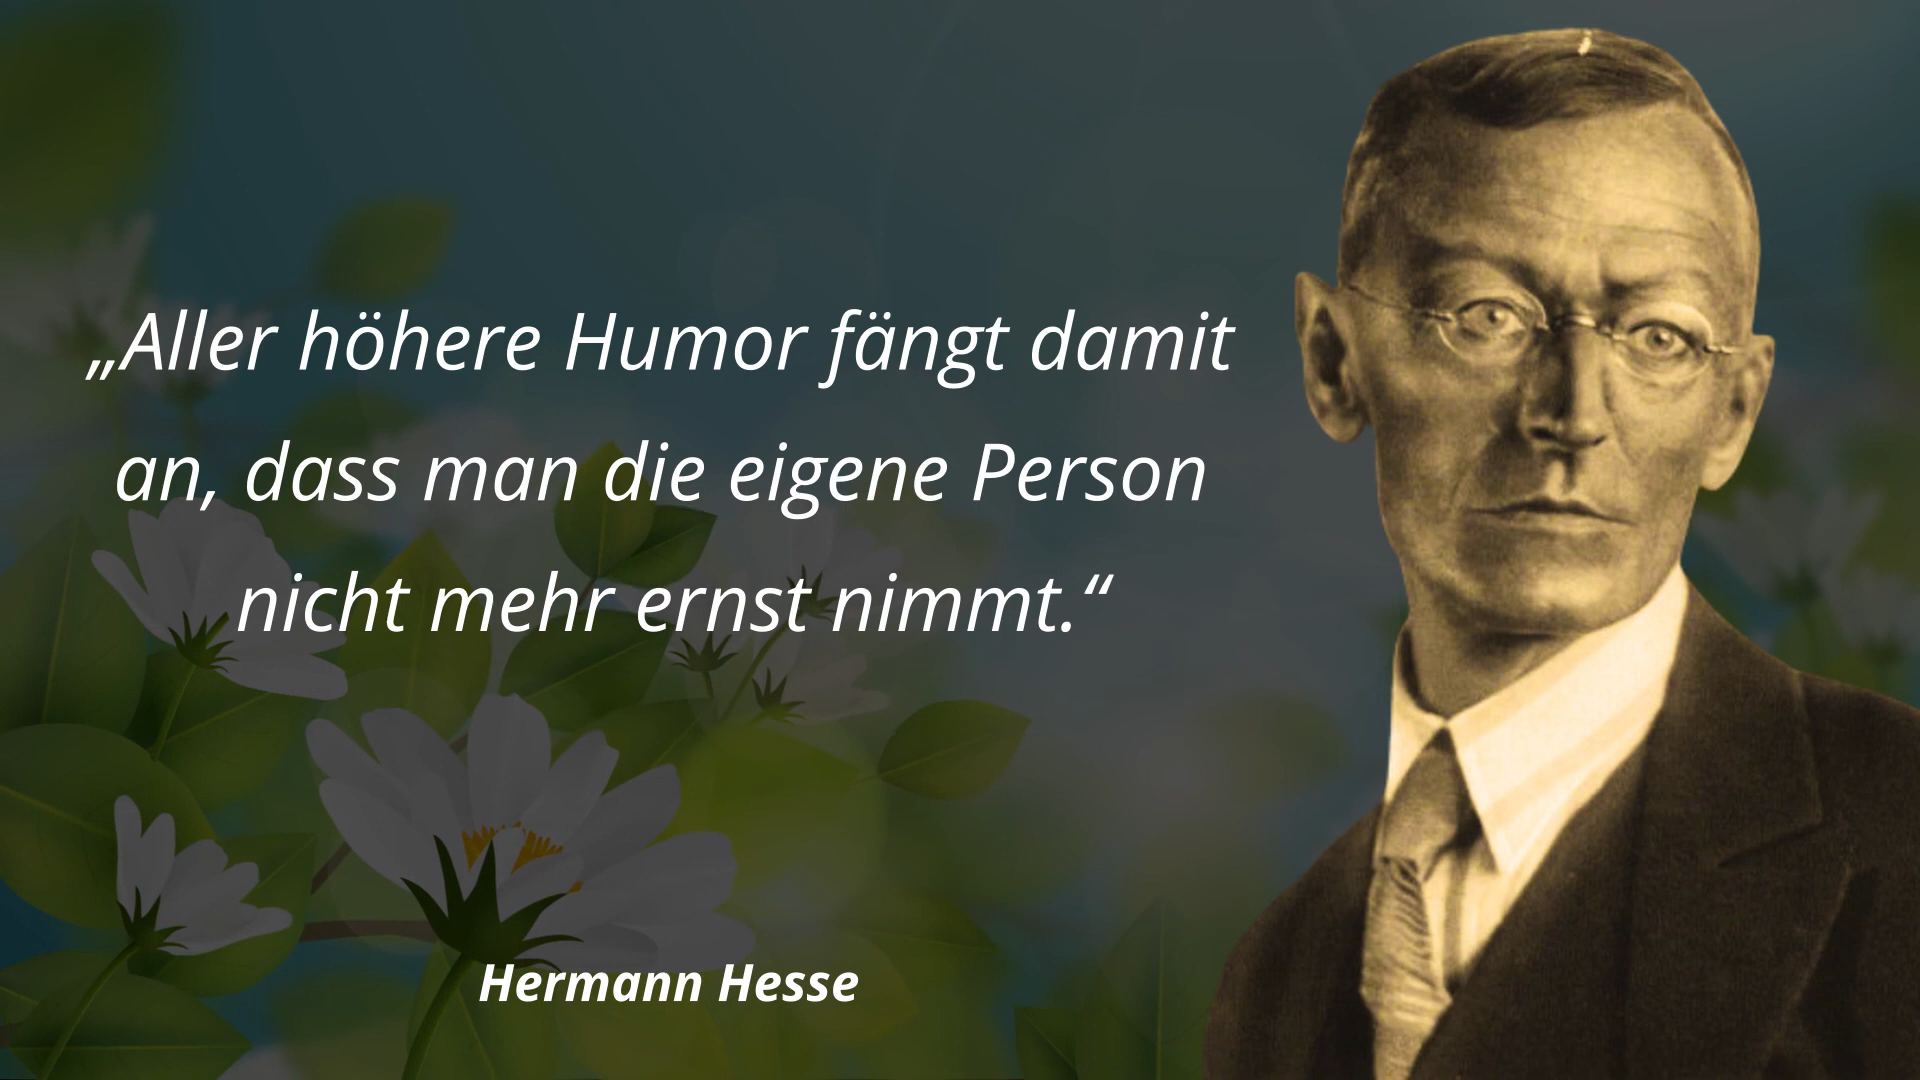 „Aller höhere Humor fängt damit
an, dass man die eigene Person
nicht mehr ernst nimmt.“
Hermann Hesse